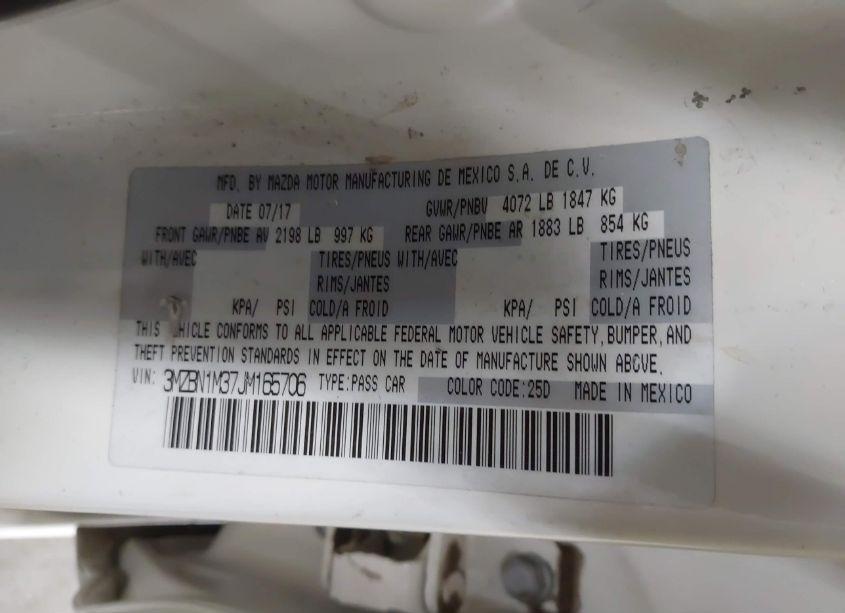 MFD. BY MAZDA MOTOR MANUFACTURING DE MEXICO S.A. DE C.V.
DATE 07/17 GVWR/PNBV 4072 LB 1847 KG
FRONT GAWR/PNBE AV 2198 LB 997 KG REAR GAWR/PNBE AR 1883 LB 854 KG
WITH/AVEC TIRES/PNEUS WITH/AVEC TIRES/PNEUS
RIMS/JANTES RIMS/JANTES
KPA/ PSI COLD/A FROID KPA/ PSI COLD/A FROID
THIS VEHICLE CONFORMS TO ALL APPLICABLE FEDERAL MOTOR VEHICLE SAFETY,BUMPER,AND
THEFT PREVENTION STANDARDS IN EFFECT ON THE DATE OF MANUFACTURE SHOWN ABOVE.
VIN: 3MZBN1M37JM165706 TYPE:PASS CAR COLOR CODE:25D MADE IN MEXICO